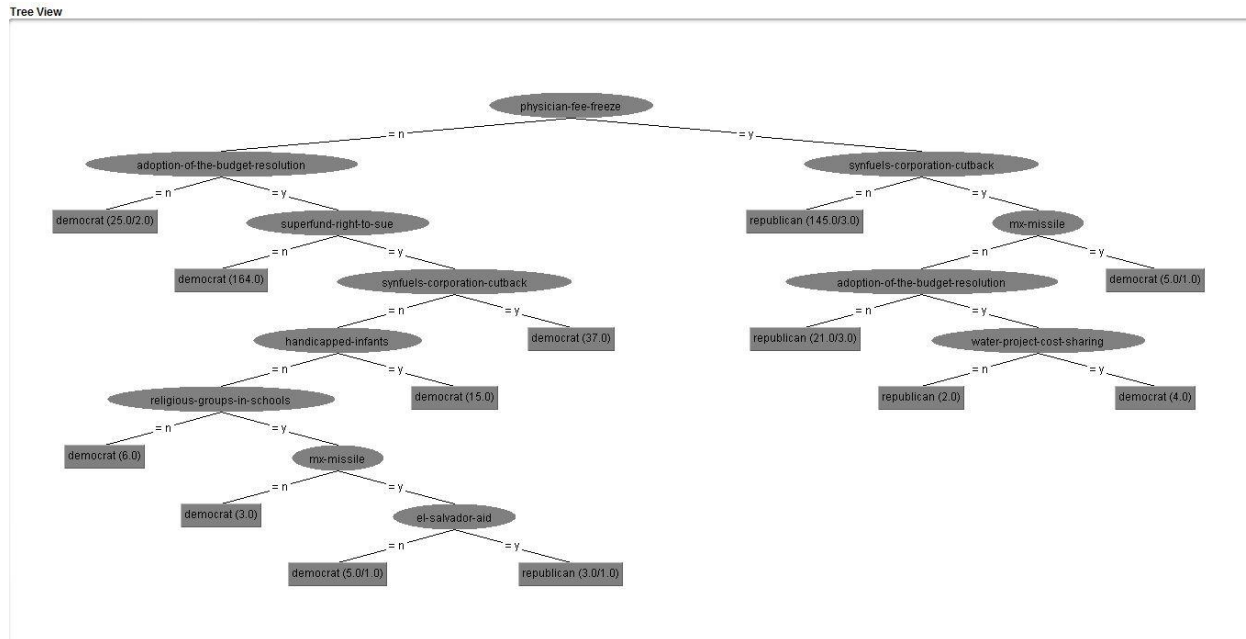 Tree View
physician-fee-freeze
= n
= y
adoption-of-the-budget-resolution
synfuels-corporation-cutback
= n
= y
= n
= y
democrat (25.0/2.0)
superfund-right-to-sue
republican (145.0/3.0)
mx-missile
= n
= y
= n
= y
democrat (164.0)
synfuels-corporation-cutback
adoption-of-the-budget-resolution
democrat (5.0/1.0)
= n
= y
= n
= y
handicapped-infants
democrat (37.0)
republican (21.0/3.0)
water-project-cost-sharing
= n
= y
= n
= y
religious-groups-in-schools
democrat (15.0)
republican (2.0)
democrat (4.0)
= n
= y
democrat (6.0)
mx-missile
= n
= y
democrat (3.0)
el-salvador-aid
= n
= y
democrat (5.0/1.0)
republican (3.0/1.0)